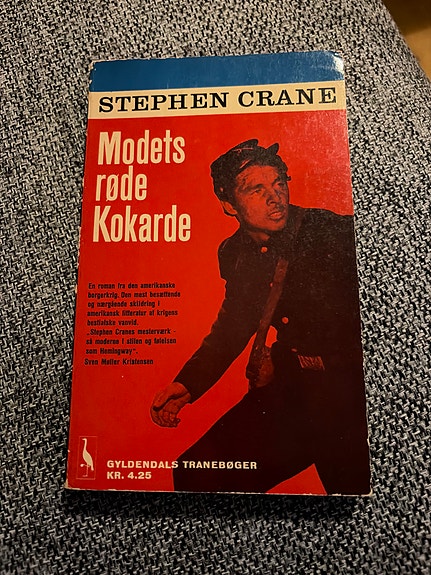 STEPHEN CRANE
Modets
røde
Kokarde
En roman fra den amerikanske
borgerkrig. Den mest besættende
og nærgående skildring i
amerikansk litteratur af krigens
bestialske vanvid.
„Stephen Cranes mesterværk -
så moderne i stilen og følelsen
som Hemingway".
Sven Møller Kristensen
GYLDENDALS TRANEBØGER
KR. 4.25